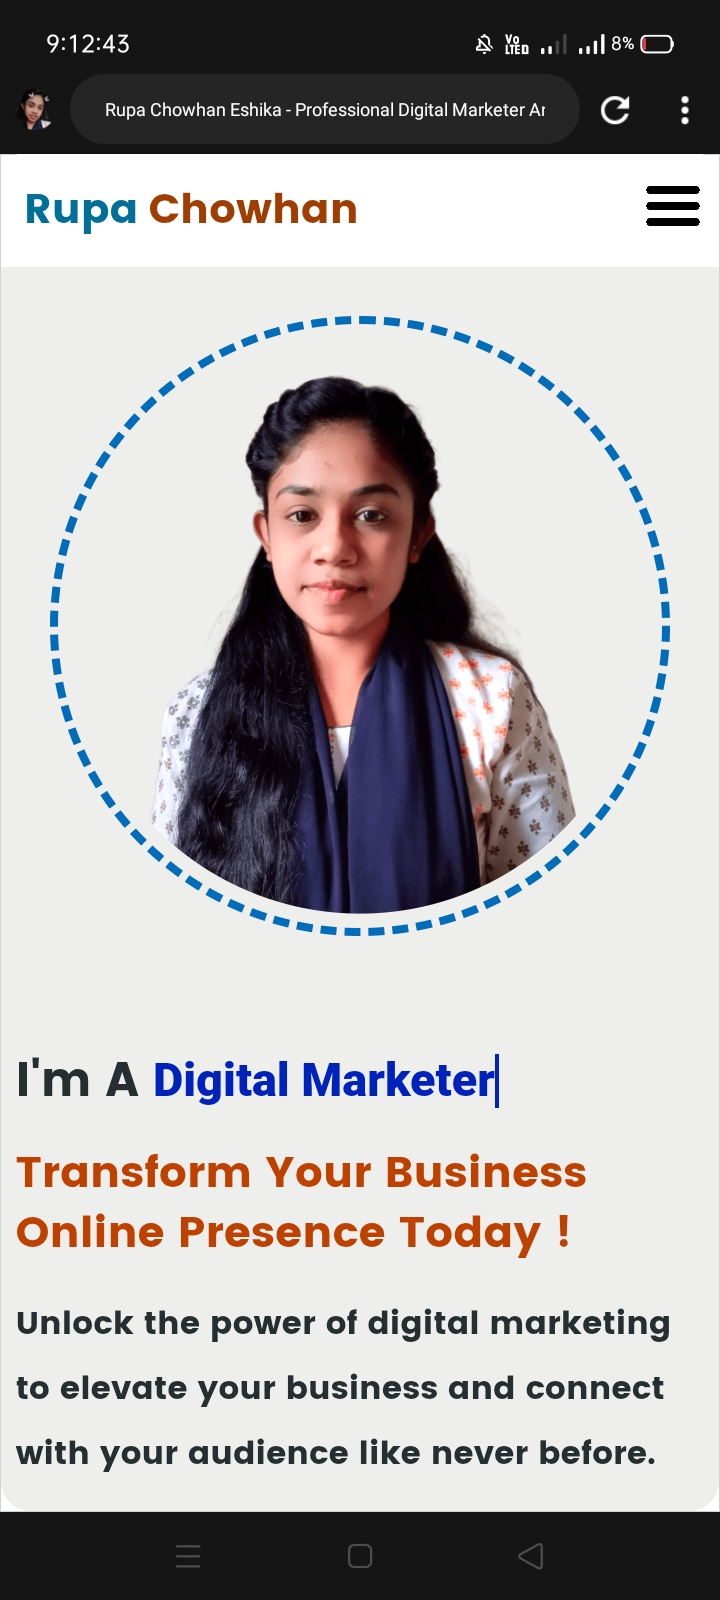 9:12:43
Vo LTED 8%
Rupa Chowhan Eshika - Professional Digital Marketer
Rupa Chowhan
I'm A Digital Marketer
Transform Your Business
Online Presence Today !
Unlock the power of digital marketing
to elevate your business and connect
with your audience like never before.